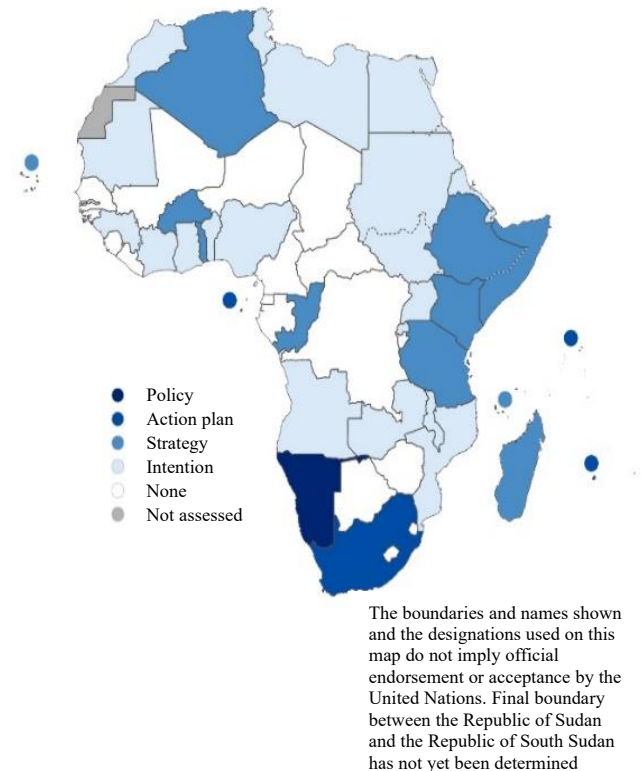 Policy
Action plan
Strategy
Intention
None
Not assessed
The boundaries and names shown
and the designations used on this
map do not imply official
endorsement or acceptance by the
United Nations. Final boundary
between the Republic of Sudan
and the Republic of South Sudan
has not yet been determined